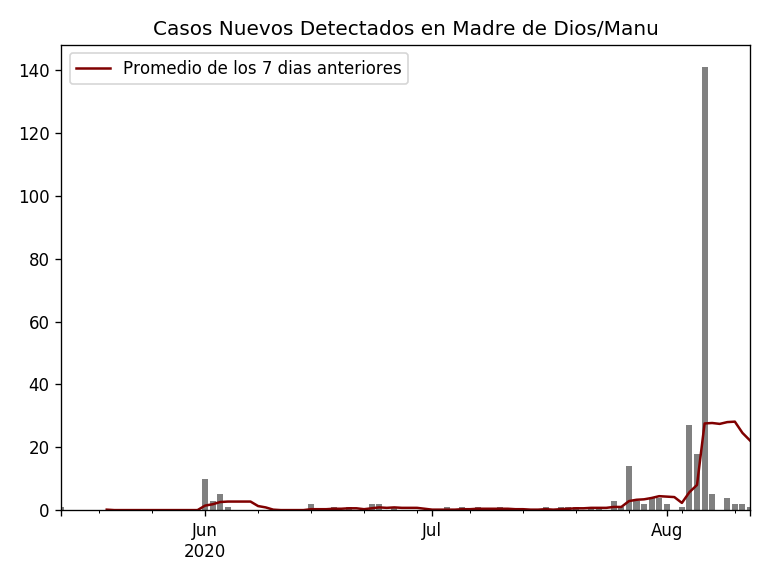 Casos Nuevos Detectados en Madre de Dios/Manu
Promedio de los 7 dias anteriores
140
120
100
80
60
40
20
0
Jun
2020
Jul
Aug